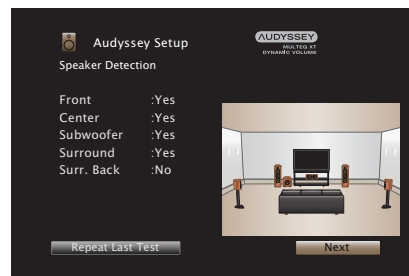 Audyssey Setup
AUDYSSEY
MULTEQ XT
DYNAMIC VOLUME
Speaker Detection
Front :Yes
Center :Yes
Subwoofer :Yes
Surround :Yes
Surr. Back :No
Repeat Last Test
Next